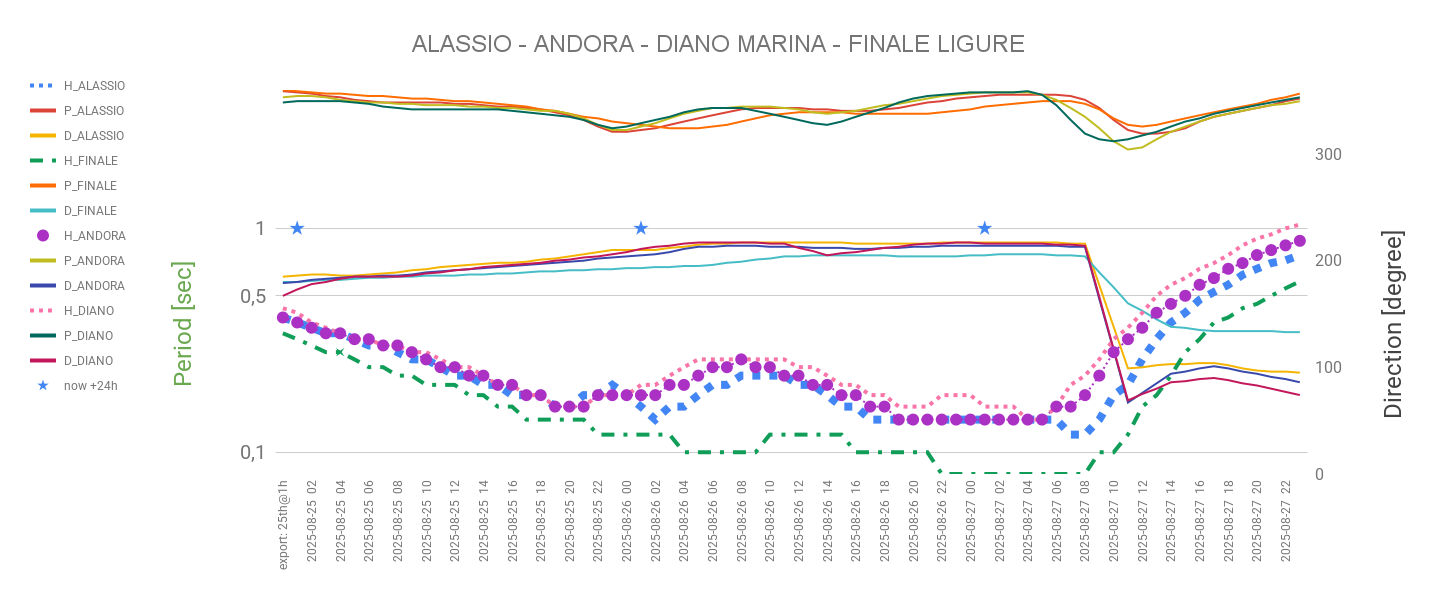 ALASSIO - ANDORA - DIANO MARINA - FINALE LIGURE
H_ALASSIO
P_ALASSIO
D_ALASSIO
H_FINALE
P_FINALE
D_FINALE
H_ANDORA
P_ANDORA
D_ANDORA
H_DIANO
P_DIANO
D_DIANO
now +24h
Period [sec]
1
0,5
0,1
300
200
100
0
Direction [degree]
export: 25th@1h
2025-08-25 02
2025-08-25 04
2025-08-25 06
2025-08-25 08
2025-08-25 10
2025-08-25 12
2025-08-25 14
2025-08-25 16
2025-08-25 18
2025-08-25 20
2025-08-25 22
2025-08-26 00
2025-08-26 02
2025-08-26 04
2025-08-26 06
2025-08-26 08
2025-08-26 10
2025-08-26 12
2025-08-26 14
2025-08-26 16
2025-08-26 18
2025-08-26 20
2025-08-26 22
2025-08-27 00
2025-08-27 02
2025-08-27 04
2025-08-27 06
2025-08-27 08
2025-08-27 10
2025-08-27 12
2025-08-27 14
2025-08-27 16
2025-08-27 18
2025-08-27 20
2025-08-27 22